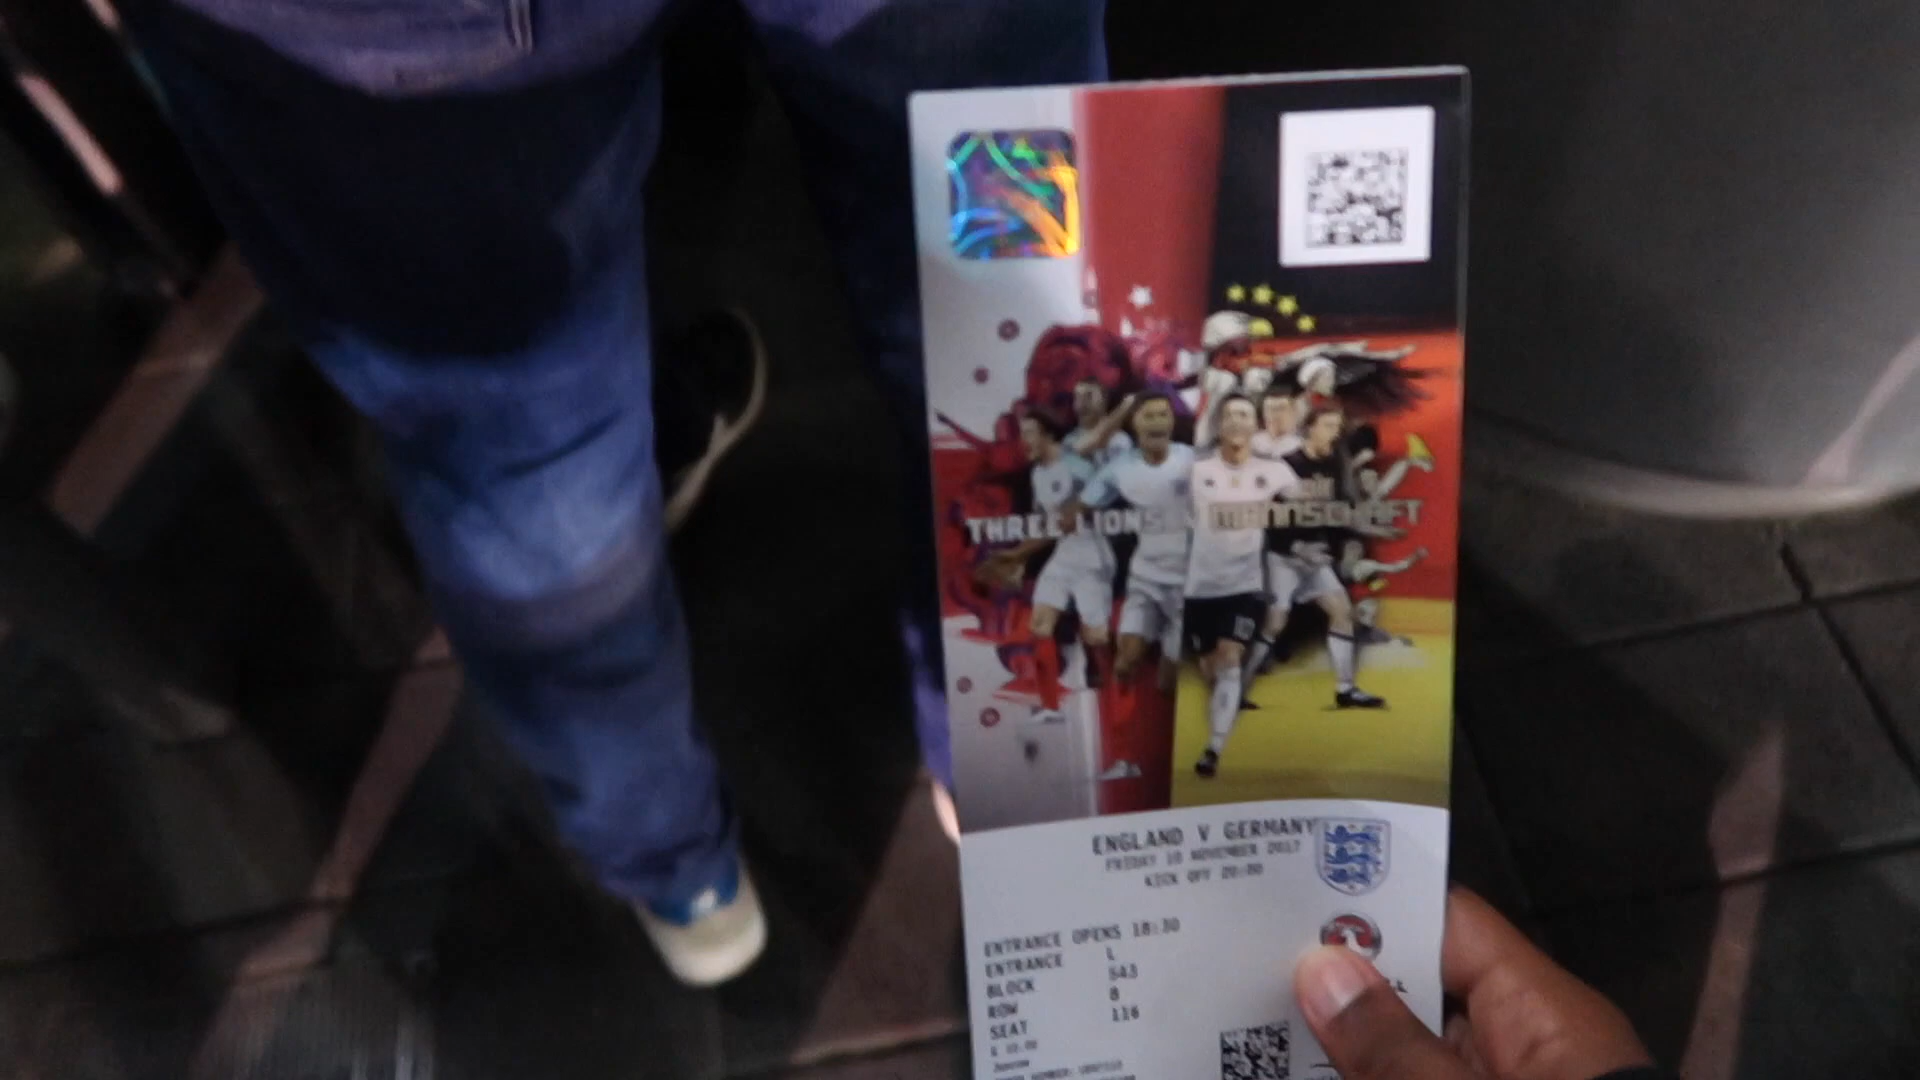 THREE LIONS
DIE
MANNSCHAFT
ENGLAND V GERMANY
FRIDAY 10 NOVEMBER 2017
KICK OFF 20:00
ENTRANCE OPENS 18:30
ENTRANCE L
BLOCK 543
ROW 8
SEAT 116